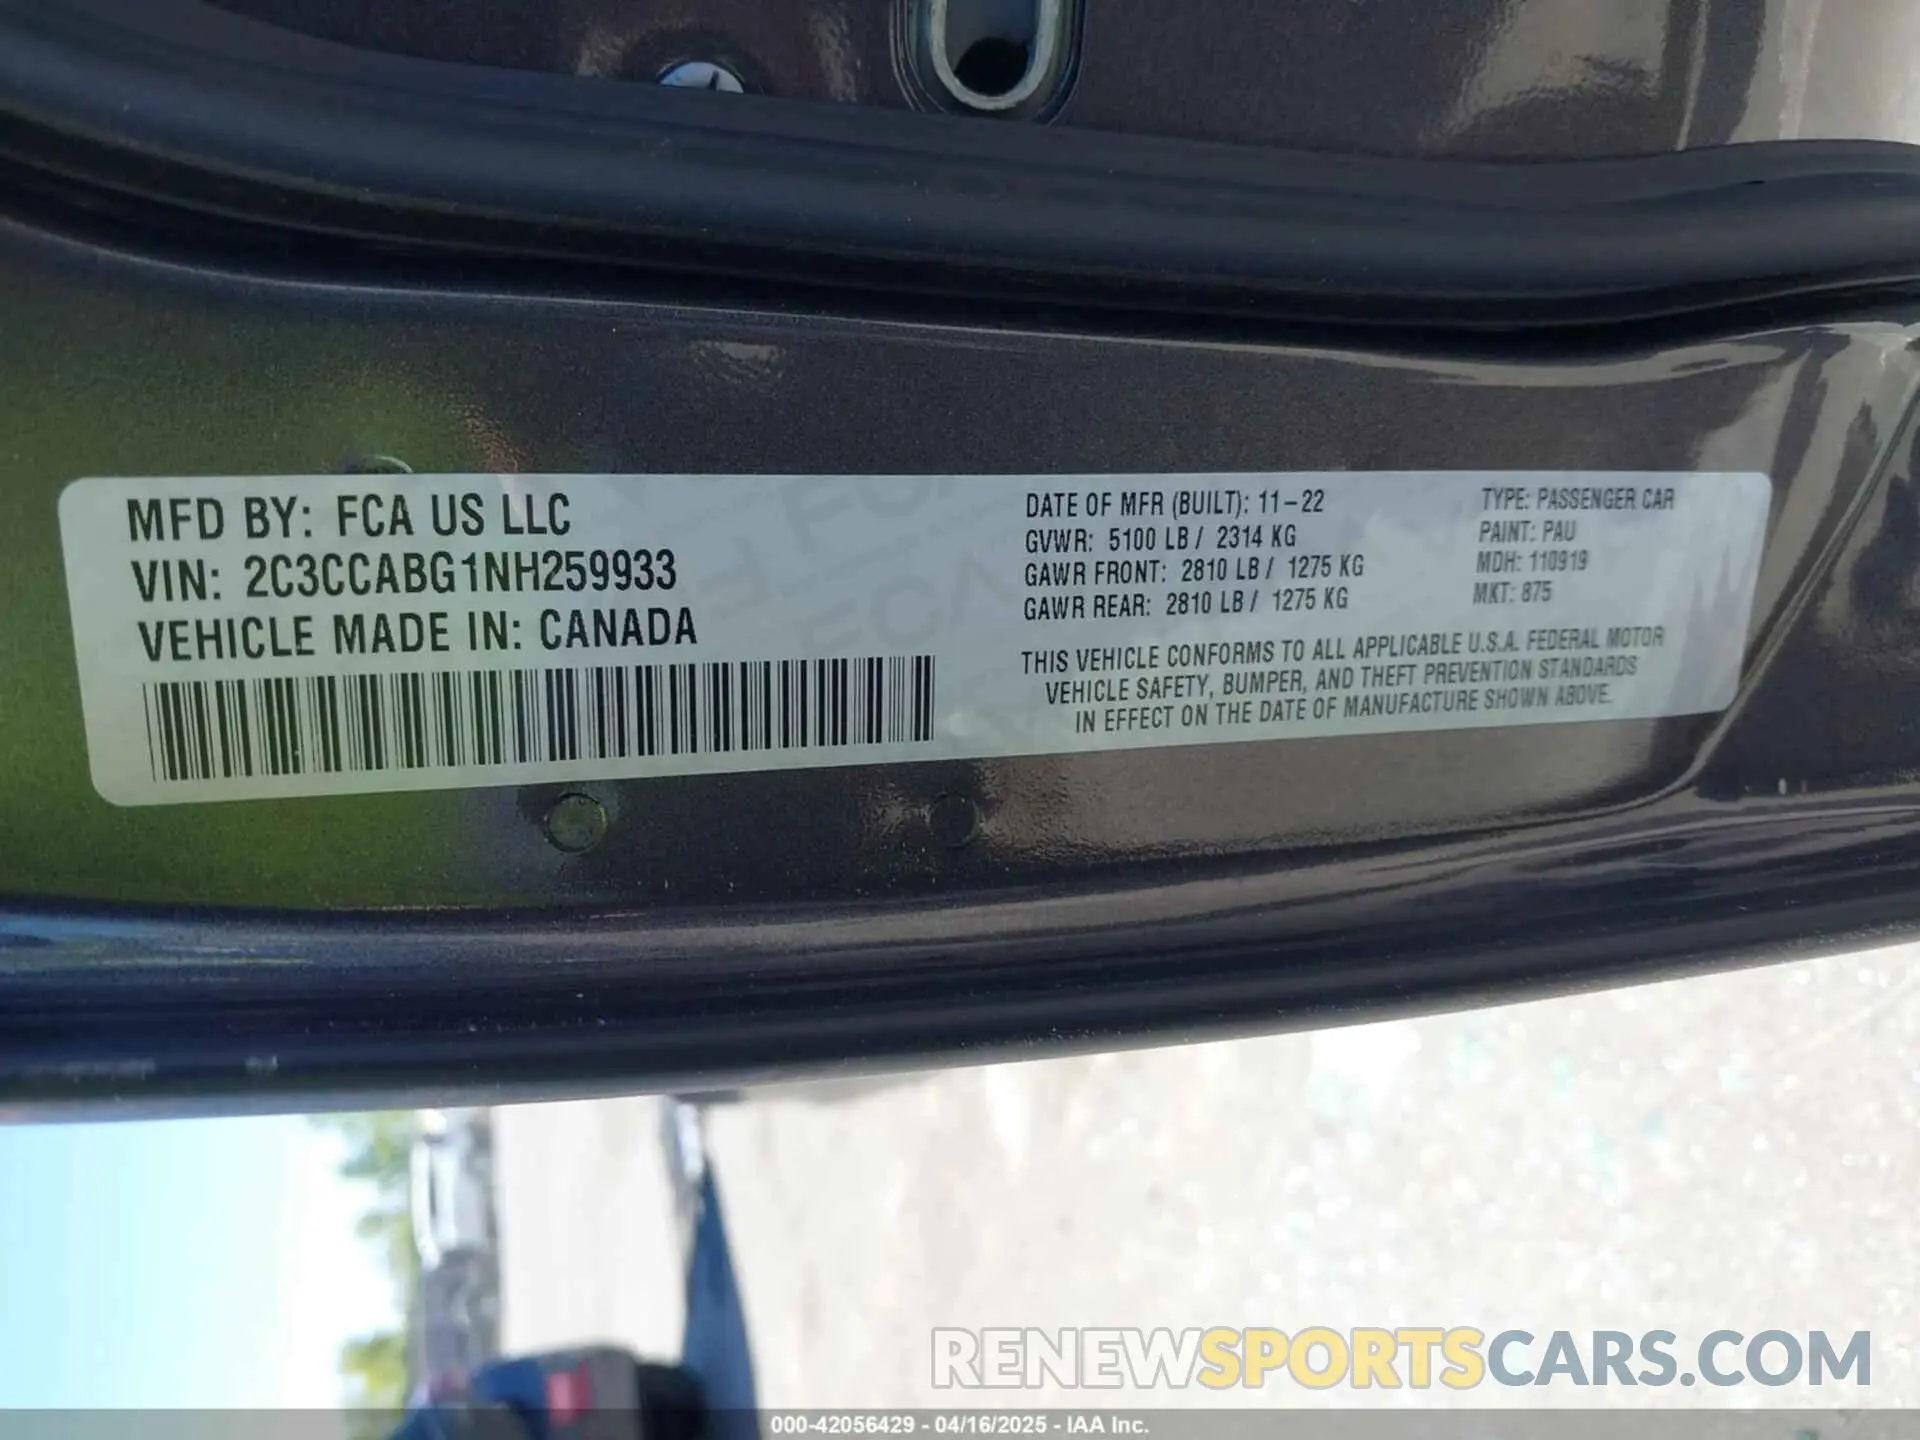 MFD BY: FCA US LLC
VIN: 2C3CCABG1NH259933
VEHICLE MADE IN: CANADA
DATE OF MFR (BUILT): 11-22
GVWR: 5100 LB / 2314 KG
GAWR FRONT: 2810 LB / 1275 KG
GAWR REAR: 2810 LB / 1275 KG
TYPE: PASSENGER CAR
PAINT: PAU
MDH: 110919
MKT: 875
THIS VEHICLE CONFORMS TO ALL APPLICABLE U.S.A. FEDERAL MOTOR
VEHICLE SAFETY, BUMPER, AND THEFT PREVENTION STANDARDS
IN EFFECT ON THE DATE OF MANUFACTURE SHOWN ABOVE.
RENEWSPORTSCARS.COM
000-42056429 - 04/16/2025 - IAA Inc.